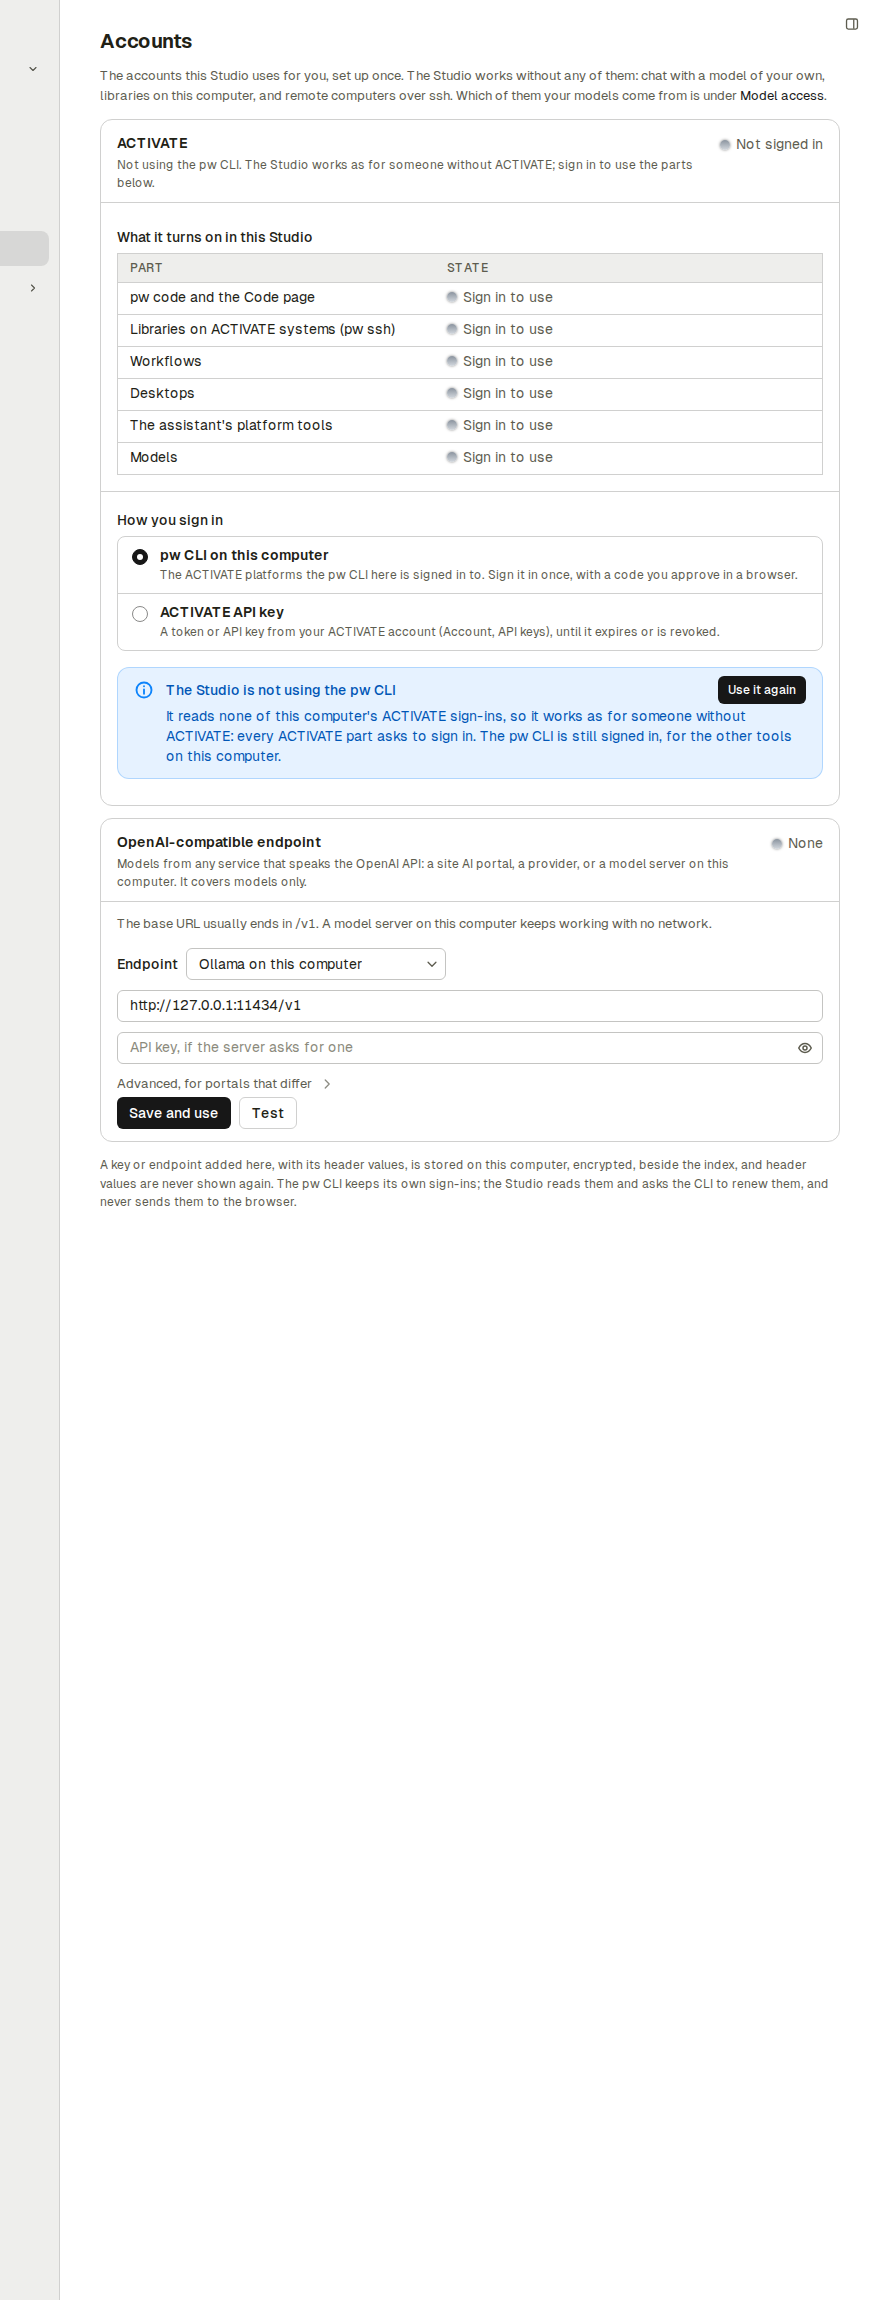 Accounts
The accounts this Studio uses for you, set up once. The Studio works without any of them: chat with a model of your own,
libraries on this computer, and remote computers over ssh. Which of them your models come from is under Model access.
ACTIVATE
Not signed in
Not using the pw CLI. The Studio works as for someone without ACTIVATE; sign in to use the parts
below.
What it turns on in this Studio
PART STATE
pw code and the Code page Sign in to use
Libraries on ACTIVATE systems (pw ssh) Sign in to use
Workflows Sign in to use
Desktops Sign in to use
The assistant's platform tools Sign in to use
Models Sign in to use
How you sign in
pw CLI on this computer
The ACTIVATE platforms the pw CLI here is signed in to. Sign it in once, with a code you approve in a browser.
ACTIVATE API key
A token or API key from your ACTIVATE account (Account, API keys), until it expires or is revoked.
The Studio is not using the pw CLI
Use it again
It reads none of this computer's ACTIVATE sign-ins, so it works as for someone without
ACTIVATE: every ACTIVATE part asks to sign in. The pw CLI is still signed in, for the other tools
on this computer.
OpenAI-compatible endpoint
None
Models from any service that speaks the OpenAI API: a site AI portal, a provider, or a model server on this
computer. It covers models only.
The base URL usually ends in /v1. A model server on this computer keeps working with no network.
Endpoint Ollama on this computer
http://127.0.0.1:11434/v1
API key, if the server asks for one
Advanced, for portals that differ
Save and use Test
A key or endpoint added here, with its header values, is stored on this computer, encrypted, beside the index, and header
values are never shown again. The pw CLI keeps its own sign-ins; the Studio reads them and asks the CLI to renew them, and
never sends them to the browser.